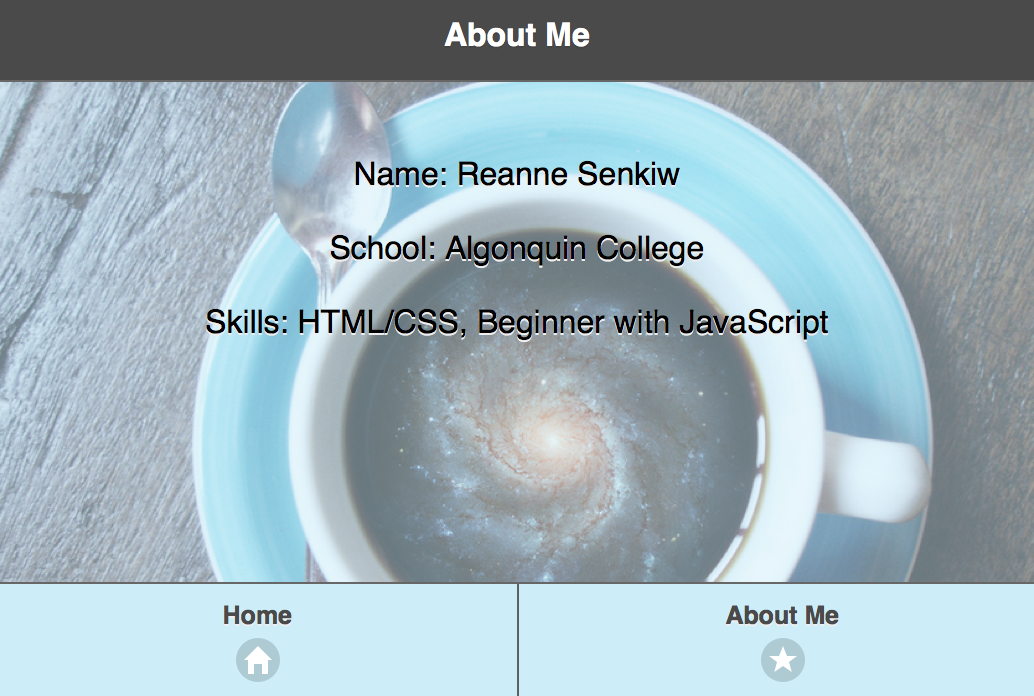 About Me
Name: Reanne Senkiw
School: Algonquin College
Skills: HTML/CSS, Beginner with JavaScript
Home
About Me